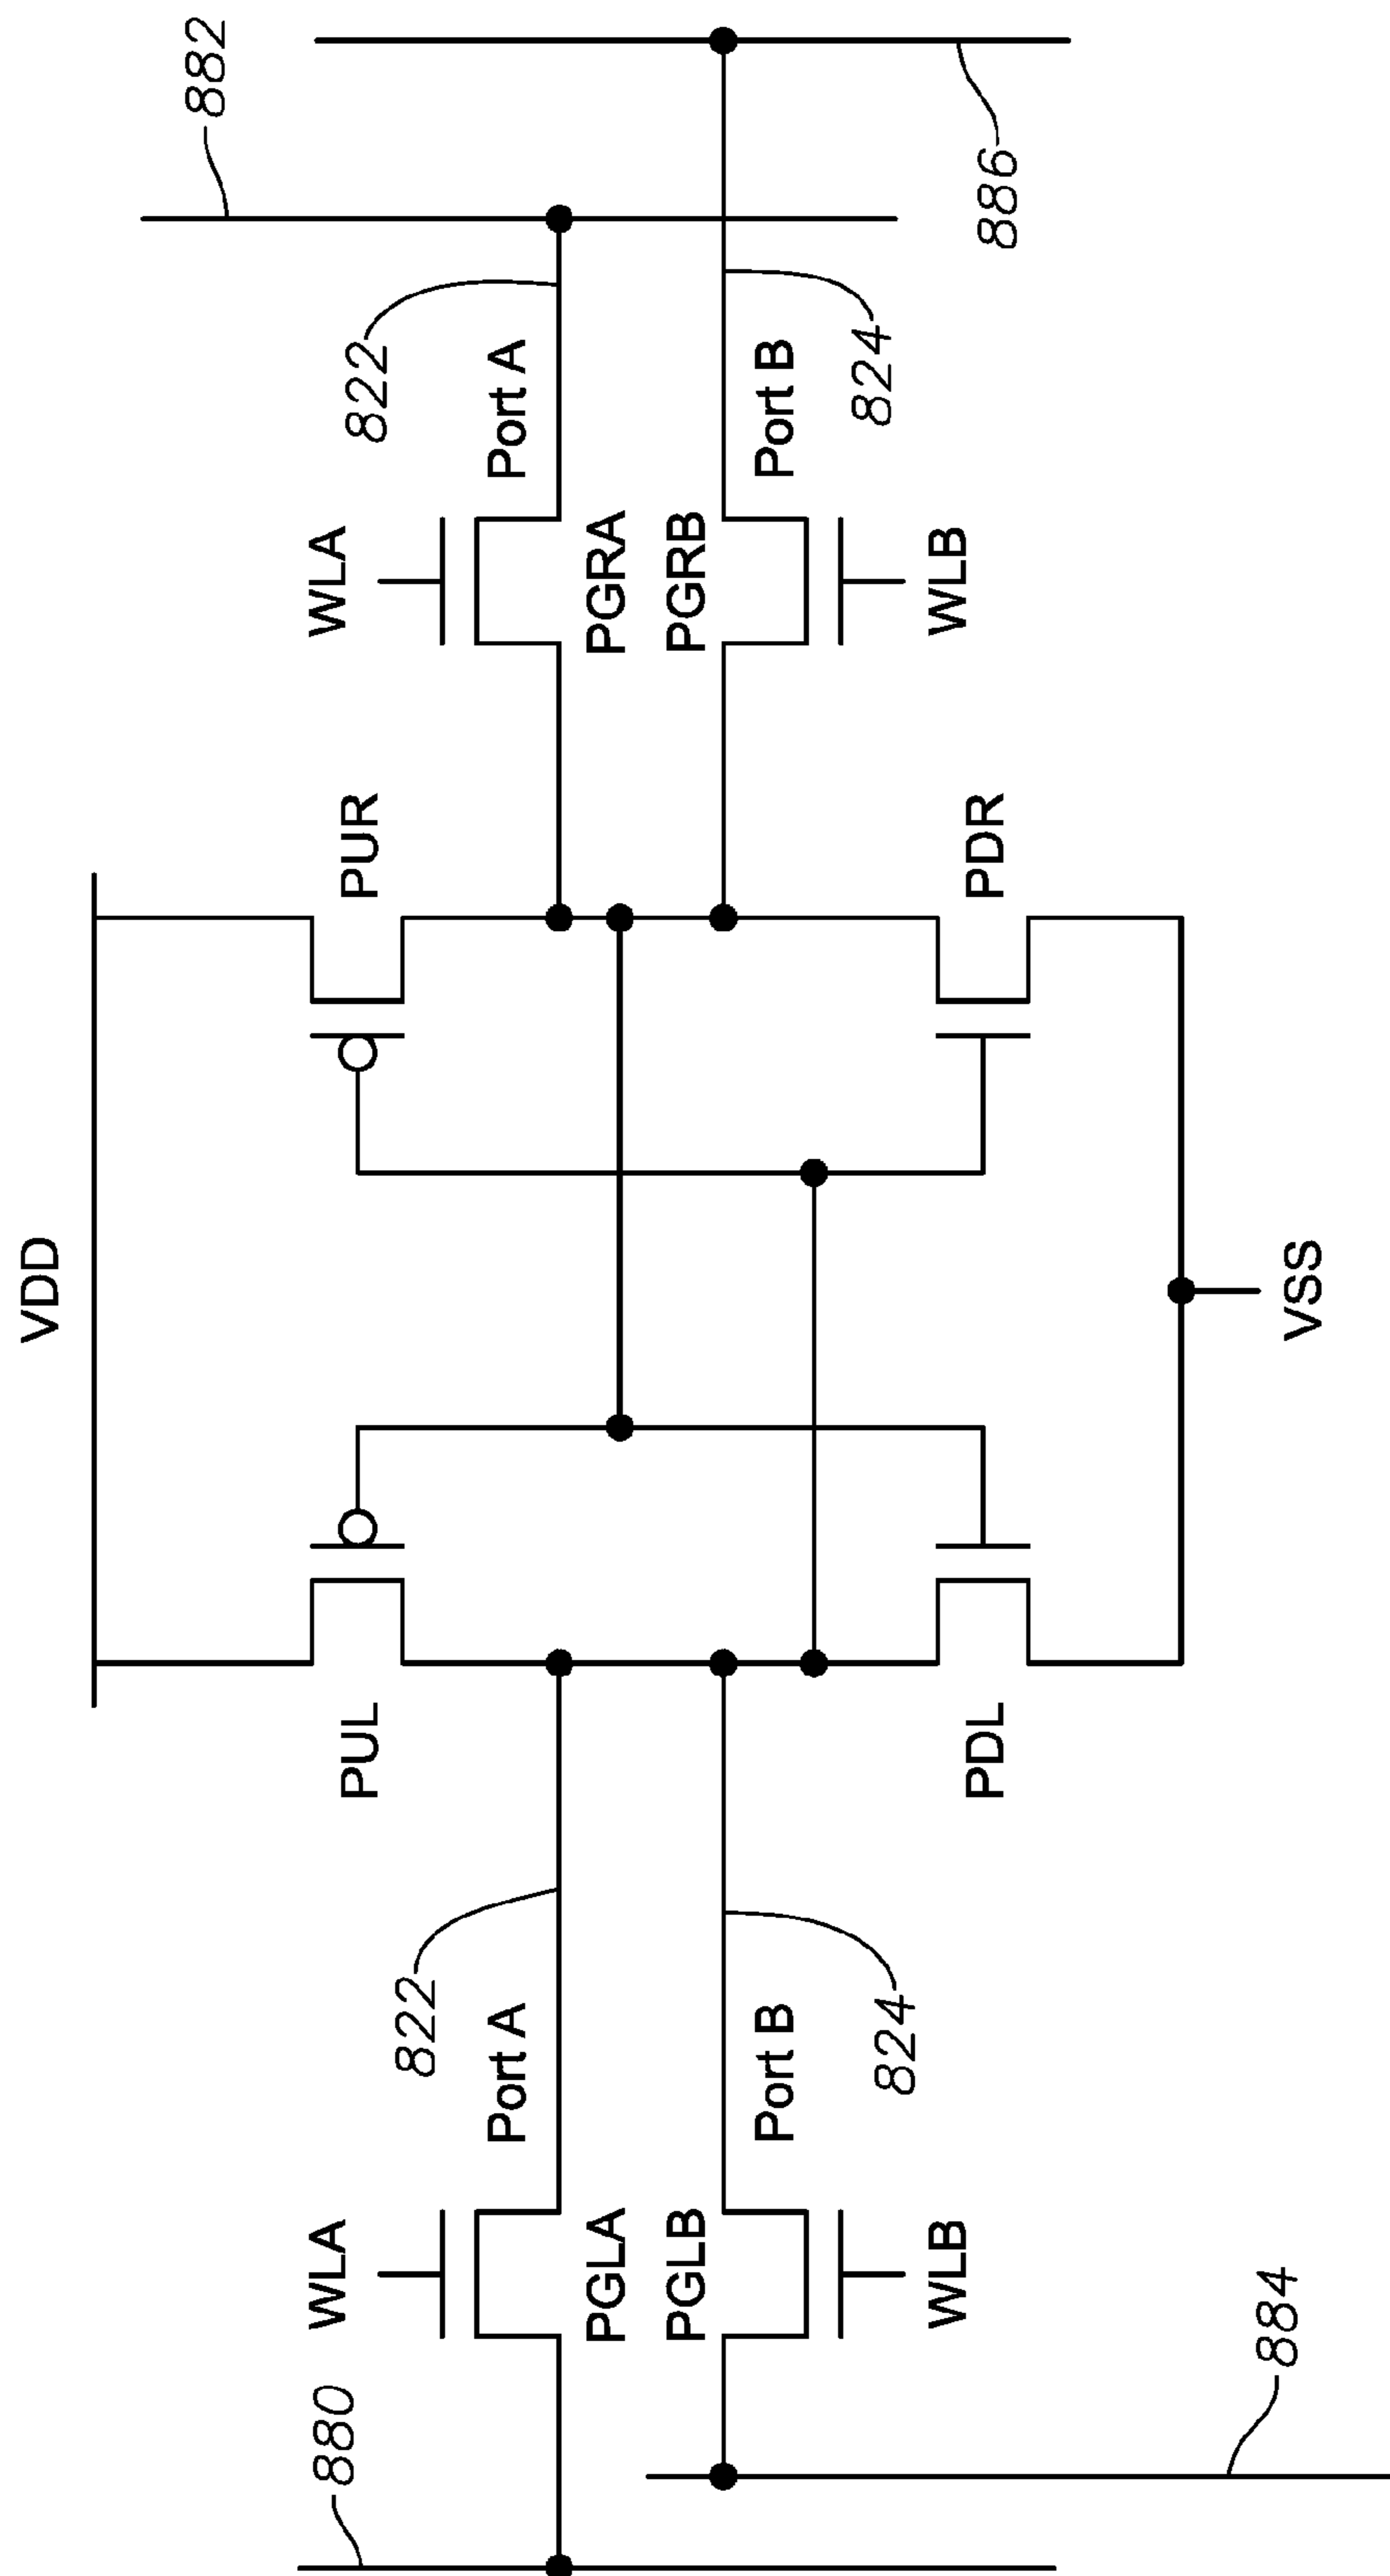 VDD
882
886
822
824
Port A
Port B
WLA
PGRA
PGRB
WLB
PUR
PDR
VSS
PUL
PDL
822
824
Port A
Port B
WLA
PGLA
PGLB
WLB
880
884